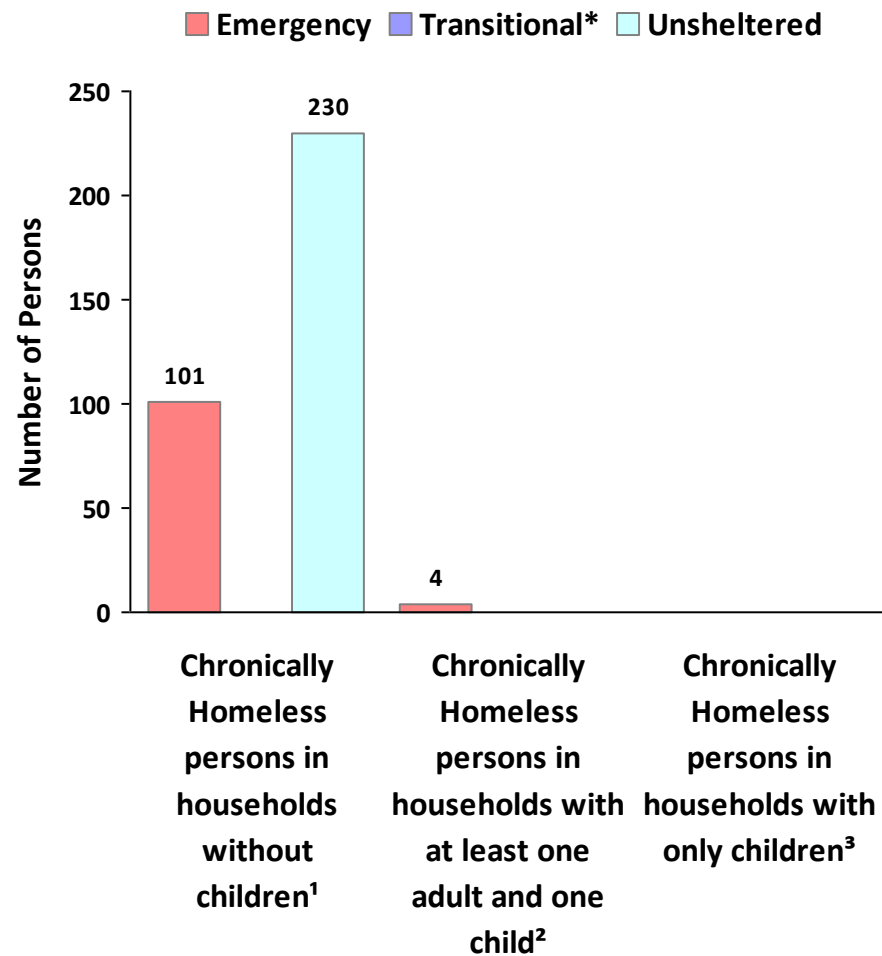 Emergency Transitional* Unsheltered
250
200
150
100
50
0
Number of Persons
101
230
4
Chronically
Homeless
persons in
households
without
children¹
Chronically
Homeless
persons in
households with
at least one
adult and one
child²
Chronically
Homeless
persons in
households with
only children³